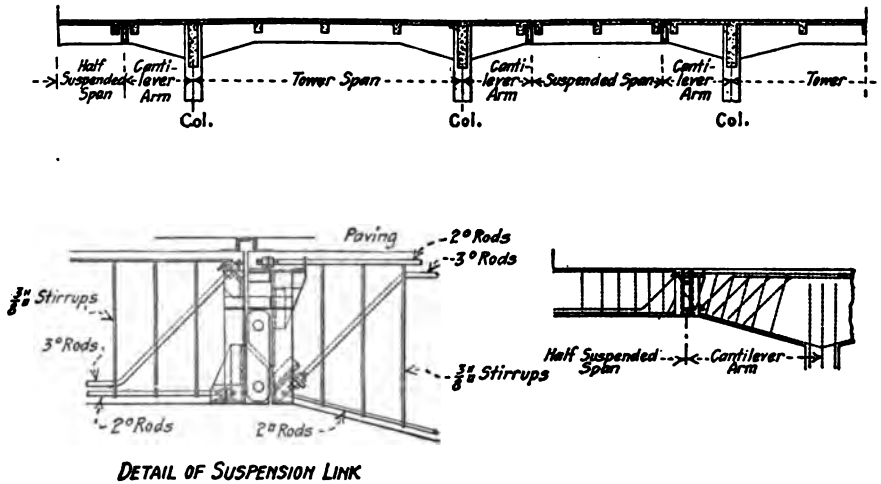 Half
Suspended
Span
Canti-
lever
Arm
Tower Span
Canti-
lever
Arm
Suspended Span
Canti-
lever
Arm
Tower
Col.
Col.
Col.
Paving
2° Rods
3° Rods
3/8"□ Stirrups
3° Rods
2° Rods
2□ Rods
3/8"□ Stirrups
Half Suspended
Span
Cantilever
Arm
DETAIL OF SUSPENSION LINK